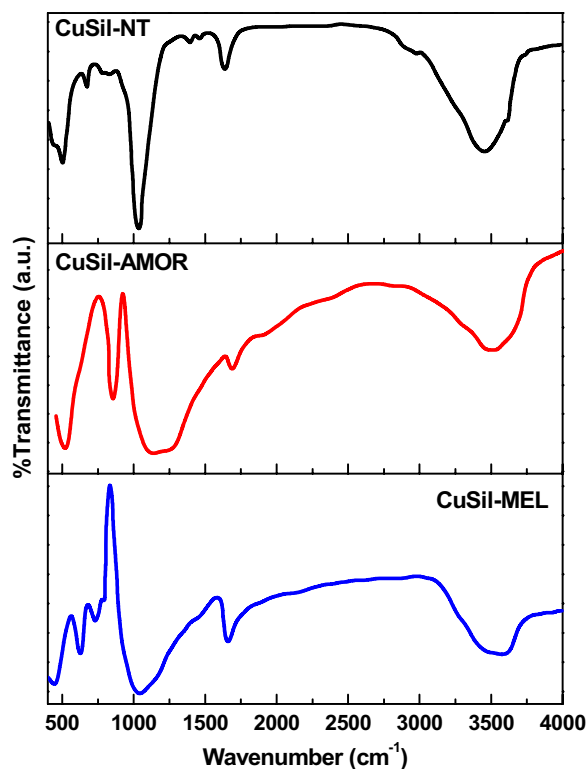 CuSil-NT
CuSil-AMOR
CuSil-MEL
%Transmittance (a.u.)
500 1000 1500 2000 2500 3000 3500 4000
Wavenumber (cm⁻¹)